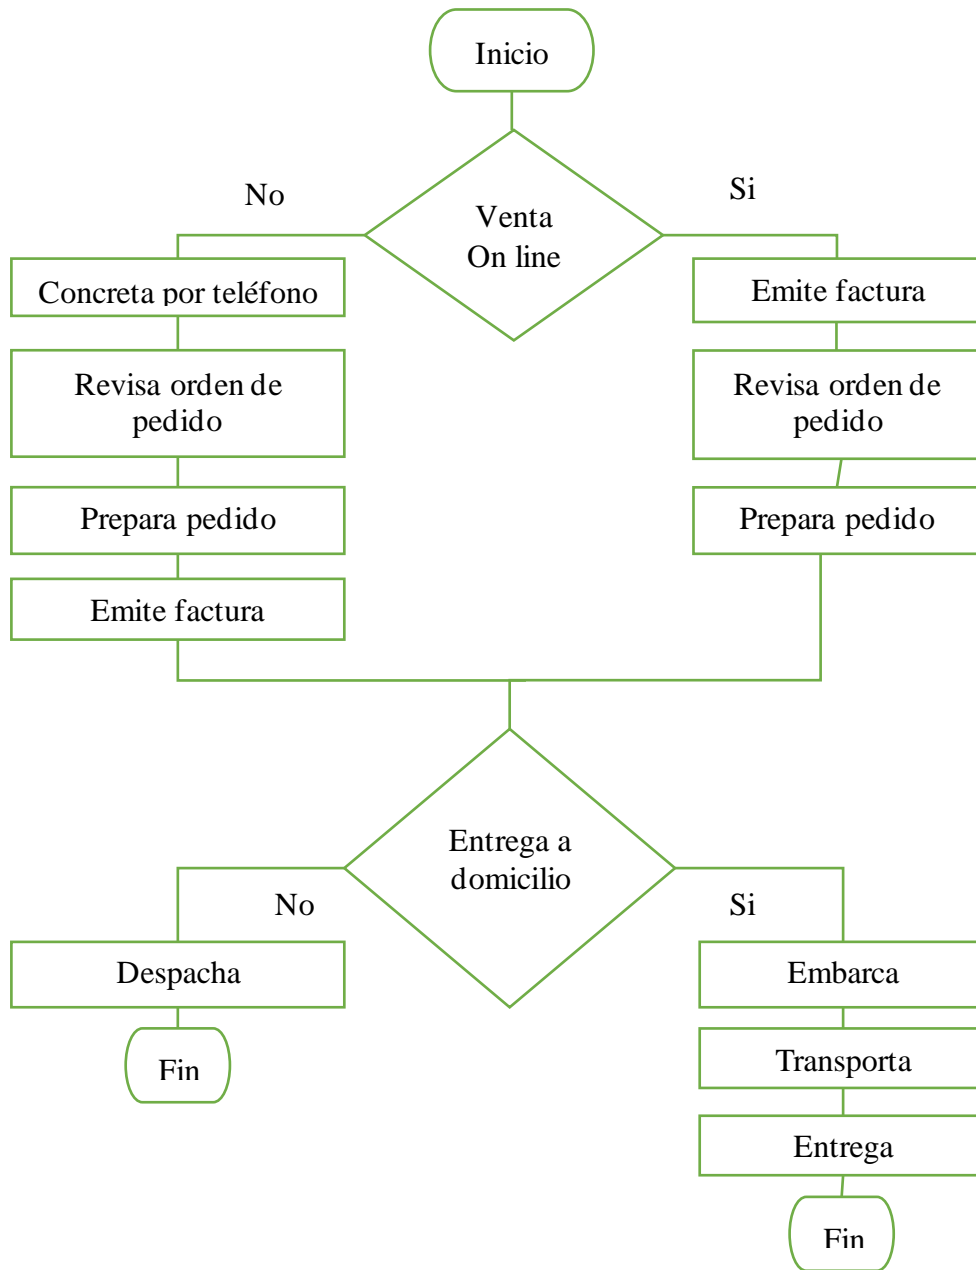 Inicio
No
Si
Venta
On line
Concreta por teléfono
Revisa orden de
pedido
Prepara pedido
Emite factura
Emite factura
Revisa orden de
pedido
Prepara pedido
Entrega a
domicilio
No
Si
Despacha
Fin
Embarca
Transporta
Entrega
Fin